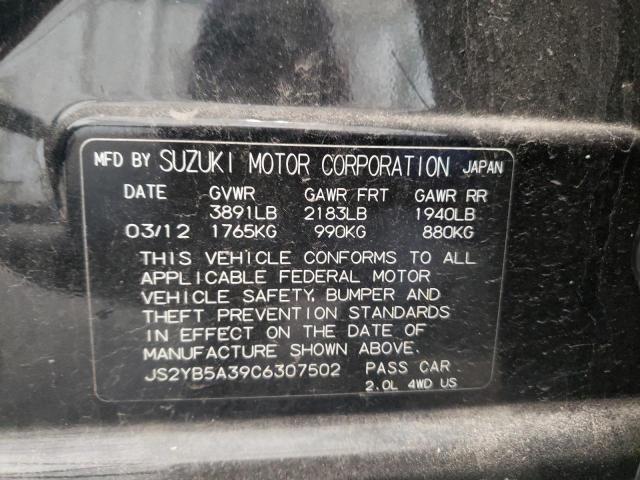 MFD BY SUZUKI MOTOR CORPORATION JAPAN
DATE GVWR GAWR FRT GAWR RR
3891LB 2183LB 1940LB
03/12 1765KG 990KG 880KG
THIS VEHICLE CONFORMS TO ALL
APPLICABLE FEDERAL MOTOR
VEHICLE SAFETY, BUMPER AND
THEFT PREVENTION STANDARDS
IN EFFECT ON THE DATE OF
MANUFACTURE SHOWN ABOVE.
JS2YB5A39C6307502 PASS CAR
2.0L 4WD US